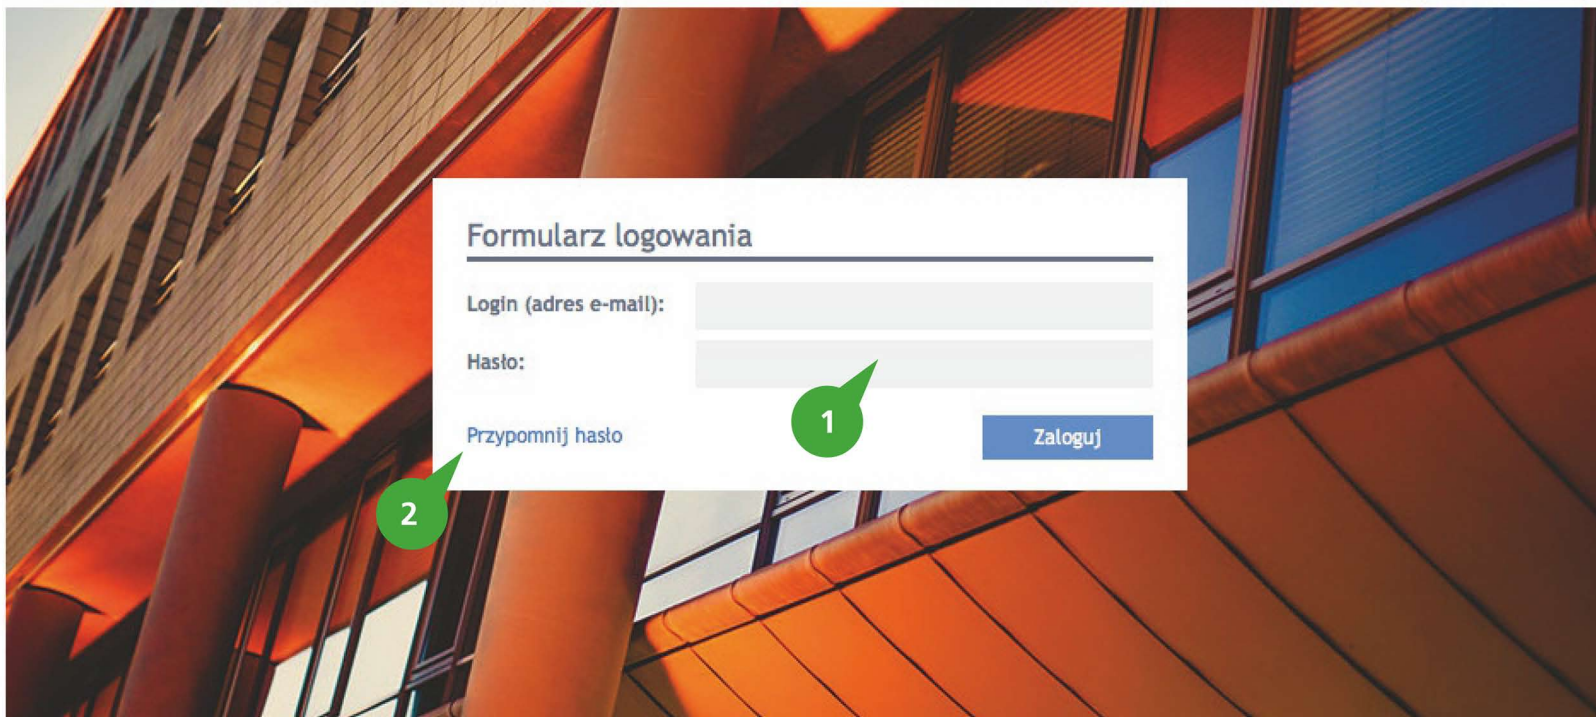 Formularz logowania
Login (adres e-mail):
Hasło:
1
Przypomnij hasło
Zaloguj
2